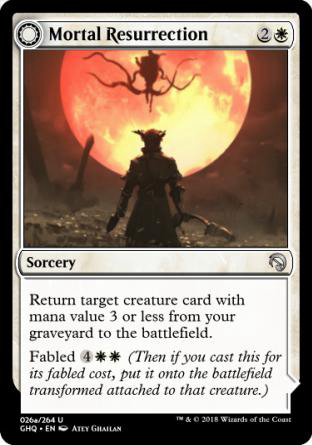 Mortal Resurrection 2
Sorcery
Return target creature card with
mana value 3 or less from your
graveyard to the battlefield.
Fabled 4 (Then if you cast this for
its fabled cost, put it onto the battlefield
transformed attached to that creature.)
026a/264 U
GHQ • EN ATEY GHAILAN
™ & © 2018 Wizards of the Coast